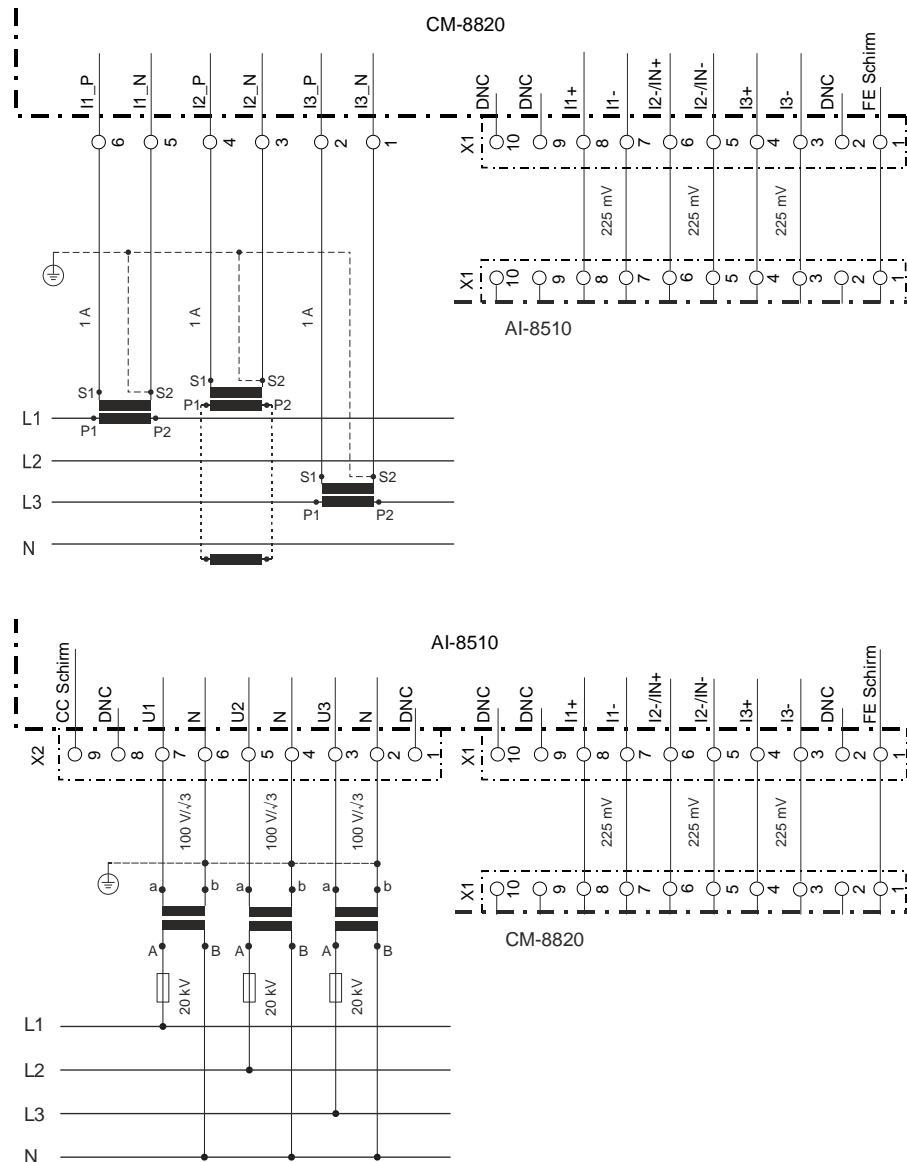 CM-8820
I1_P I1_N I2_P I2_N I3_P I3_N
DNC DNC I1+ I1- I2-/IN+ I2-/IN- I3+ I3- DNC FE Schirm
6 5 4 3 2 1
X1 10 9 8 7 6 5 4 3 2 1
225 mV 225 mV 225 mV
X1 10 9 8 7 6 5 4 3 2 1
AI-8510
1 A 1 A 1 A
S1 S2 S1 S2
P1 P2
L1
P1 P2
L2
S1 S2
L3
P1 P2
N
AI-8510
CC Schirm DNC U1 N U2 N U3 N DNC
DNC DNC I1+ I1- I2-/IN+ I2-/IN- I3+ I3- DNC FE Schirm
X2 9 8 7 6 5 4 3 2 1
X1 10 9 8 7 6 5 4 3 2 1
100 V/√3 100 V/√3 100 V/√3
225 mV 225 mV 225 mV
a b a b a b
X1 10 9 8 7 6 5 4 3 2 1
CM-8820
A B A B A B
20 kV 20 kV 20 kV
L1
L2
L3
N